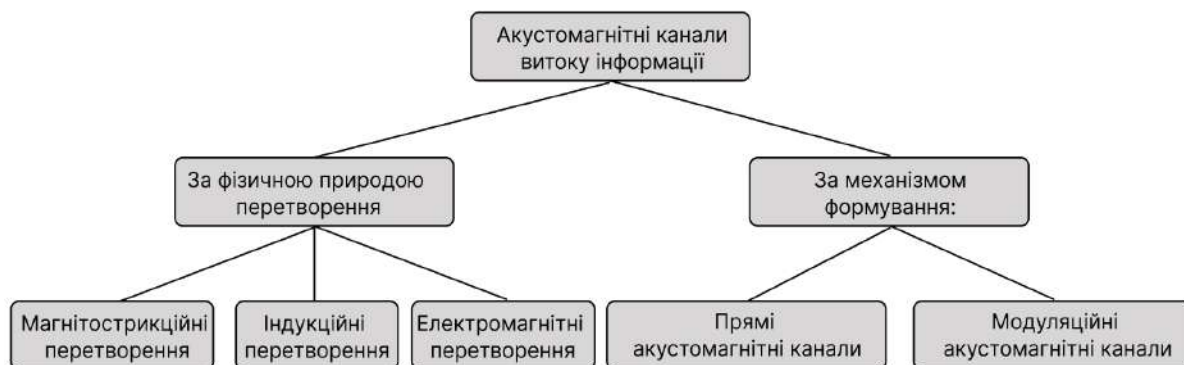 Акустомагнітні канали
витоку інформації
За фізичною природою
перетворення
За механізмом
формування:
Магнітострикційні
перетворення
Індукційні
перетворення
Електромагнітні
перетворення
Прямі
акустомагнітні канали
Модуляційні
акустомагнітні канали